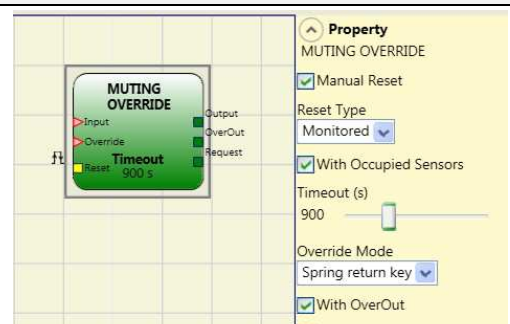 MUTING
OVERRIDE
Input
Override
Reset
Timeout
900 s
Output
OverOut
Request
Property
MUTING OVERRIDE
Manual Reset
Reset Type
Monitored
With Occupied Sensors
Timeout (s)
900
Override Mode
Spring return key
With OverOut